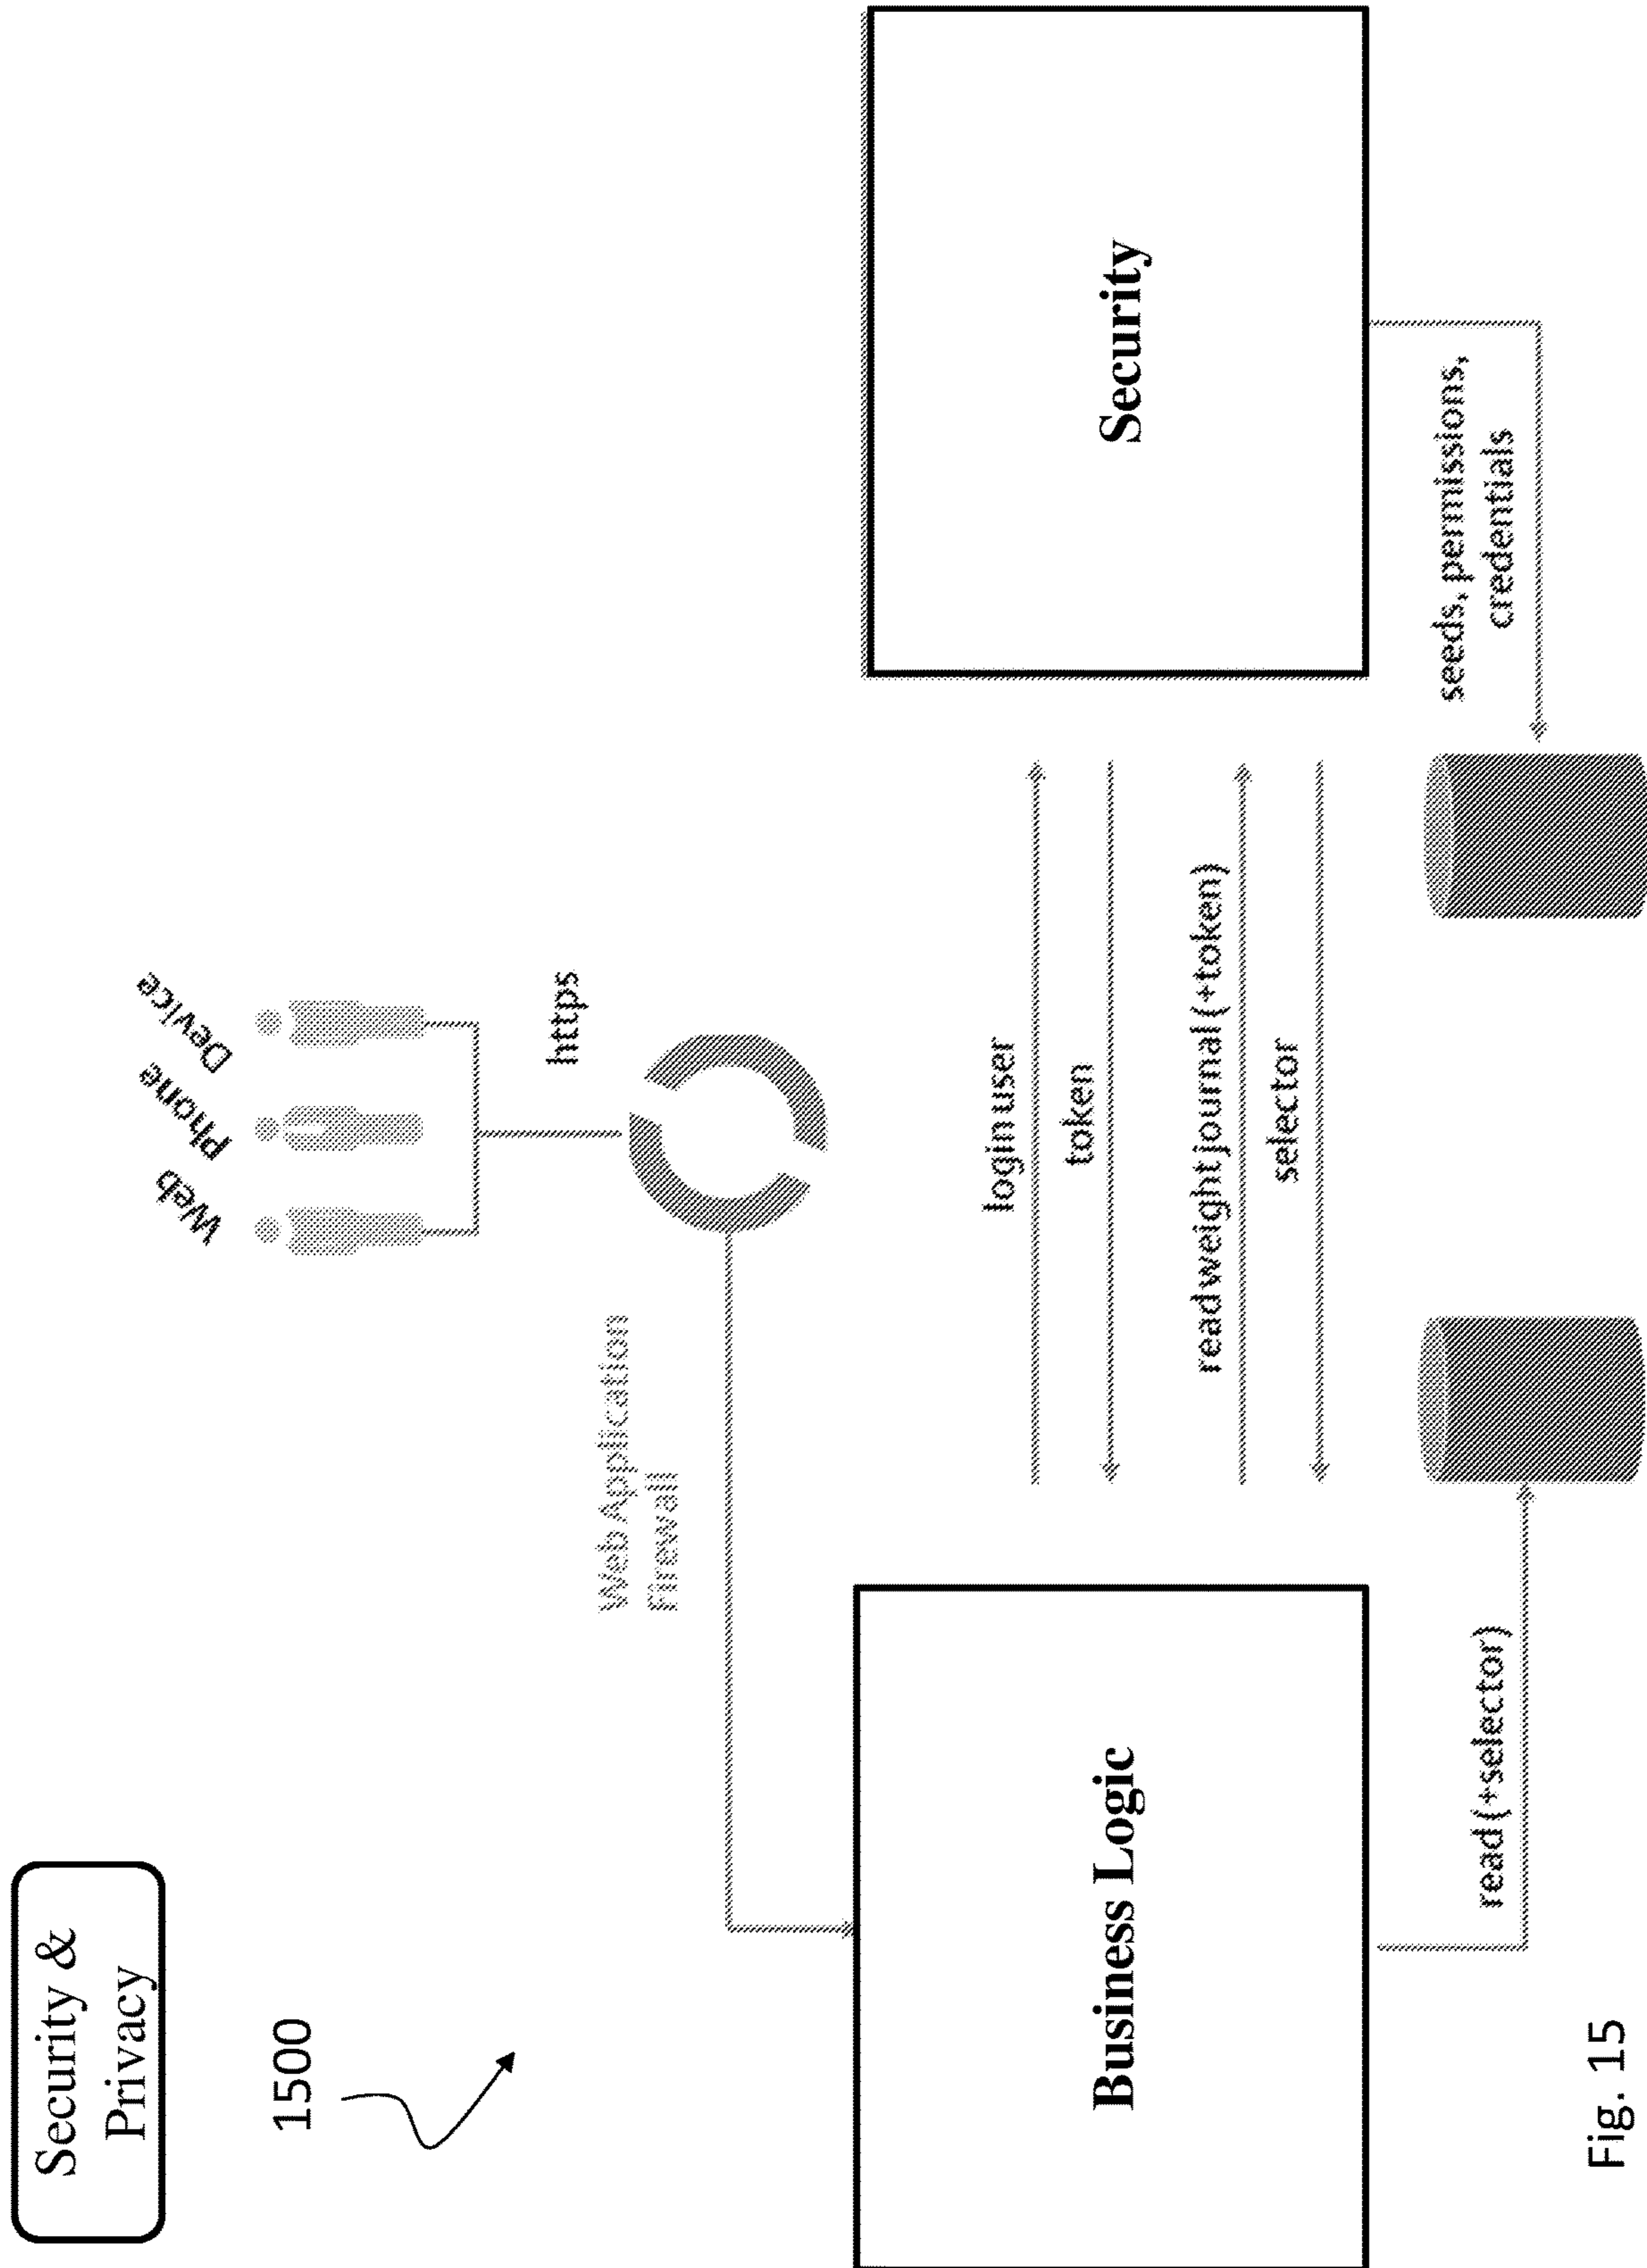 Security &
Privacy
1500
Web
Phone
Device
https
Web Application
Firewall
Business Logic
Security
login user
token
read weight journal (+token)
selector
read (+selector)
seeds, permissions,
credentials
Fig. 15